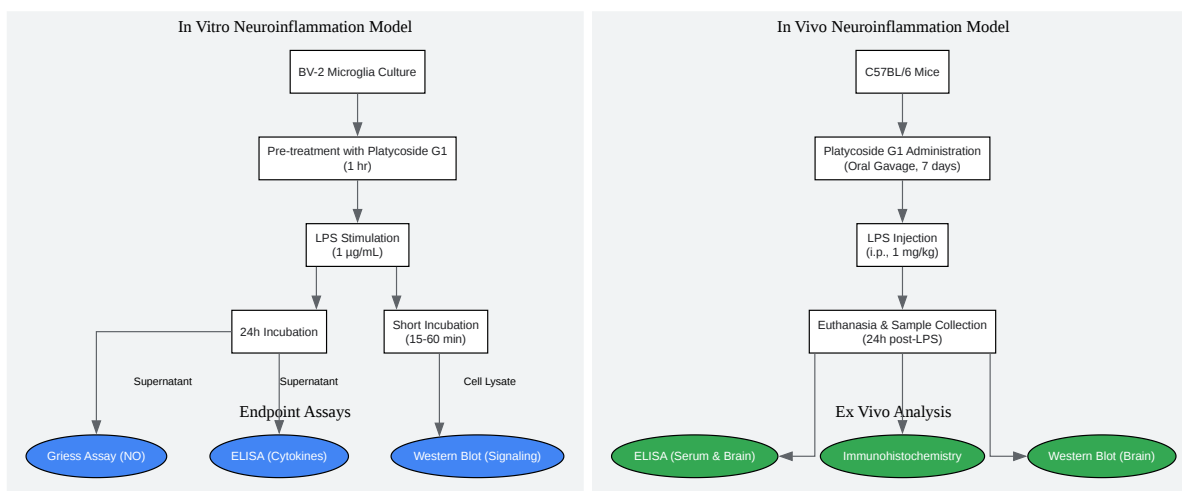 In Vitro Neuroinflammation Model
BV-2 Microglia Culture
Pre-treatment with Platycoside G1
(1 hr)
LPS Stimulation
(1 µg/mL)
24h Incubation
Short Incubation
(15-60 min)
Supernatant
Supernatant
Cell Lysate
Endpoint Assays
Griess Assay (NO)
ELISA (Cytokines)
Western Blot (Signaling)
In Vivo Neuroinflammation Model
C57BL/6 Mice
Platycoside G1 Administration
(Oral Gavage, 7 days)
LPS Injection
(i.p., 1 mg/kg)
Euthanasia & Sample Collection
(24h post-LPS)
Ex Vivo Analysis
ELISA (Serum & Brain)
Immunohistochemistry
Western Blot (Brain)